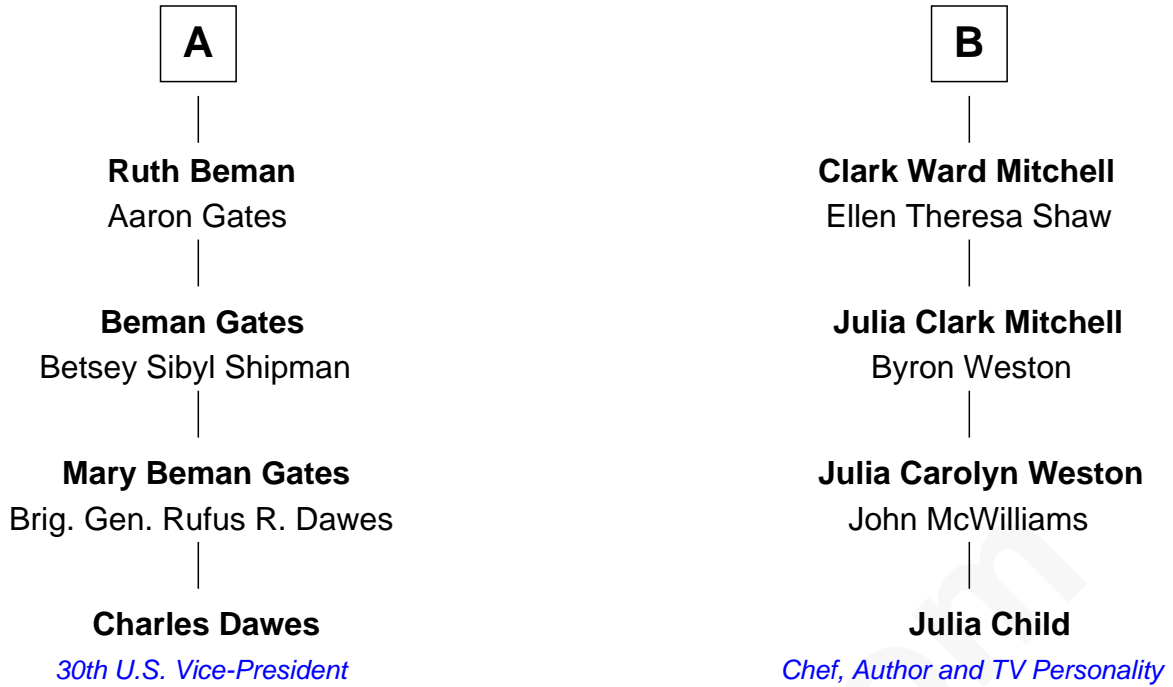 A
Ruth Beman
Aaron Gates
Beman Gates
Betsey Sibyl Shipman
Mary Beman Gates
Brig. Gen. Rufus R. Dawes
Charles Dawes
30th U.S. Vice-President
B
Clark Ward Mitchell
Ellen Theresa Shaw
Julia Clark Mitchell
Byron Weston
Julia Carolyn Weston
John McWilliams
Julia Child
Chef, Author and TV Personality